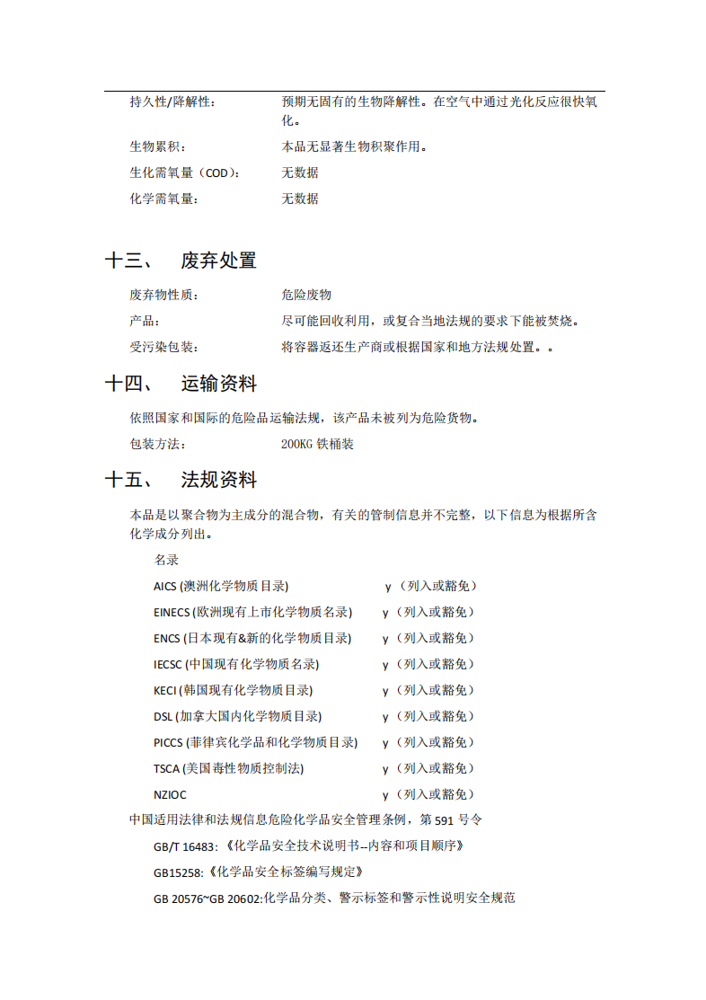 持久性/降解性： 预期无固有的生物降解性。在空气中通过光化反应很快氧
化。
生物累积： 本品无显著生物积聚作用。
生化需氧量（COD）： 无数据
化学需氧量： 无数据
十三、 废弃处置
废弃物性质： 危险废物
产品： 尽可能回收利用，或复合当地法规的要求下能被焚烧。
受污染包装： 将容器返还生产商或根据国家和地方法规处置。。
十四、 运输资料
依照国家和国际的危险品运输法规，该产品未被列为危险货物。
包装方法： 200KG 铁桶装
十五、 法规资料
本品是以聚合物为主成分的混合物，有关的管制信息并不完整，以下信息为根据所含
化学成分列出。
名录
AICS (澳洲化学物质目录) y （列入或豁免）
EINECS (欧洲现有上市化学物质名录) y （列入或豁免）
ENCS (日本现有&新的化学物质目录) y （列入或豁免）
IECSC (中国现有化学物质名录) y （列入或豁免）
KECI (韩国现有化学物质目录) y （列入或豁免）
DSL (加拿大国内化学物质目录) y （列入或豁免）
PICCS (菲律宾化学品和化学物质目录) y （列入或豁免）
TSCA (美国毒性物质控制法) y （列入或豁免）
NZIOC y （列入或豁免）
中国适用法律和法规信息危险化学品安全管理条例，第 591 号令
GB/T 16483: 《化学品安全技术说明书--内容和项目顺序》
GB15258:《化学品安全标签编写规定》
GB 20576~GB 20602:化学品分类、警示标签和警示性说明安全规范